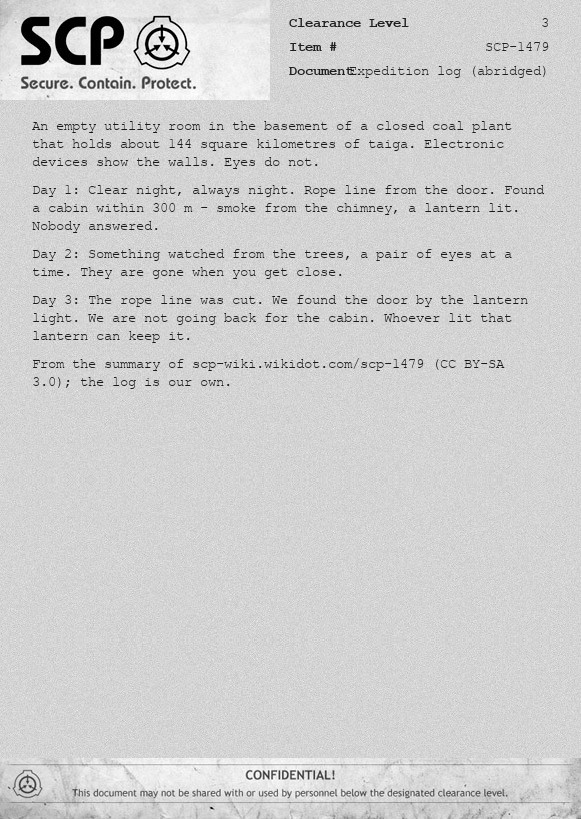 SCP
Secure. Contain. Protect.
Clearance Level 3
Item # SCP-1479
Document Expedition log (abridged)
An empty utility room in the basement of a closed coal plant
that holds about 144 square kilometres of taiga. Electronic
devices show the walls. Eyes do not.
Day 1: Clear night, always night. Rope line from the door. Found
a cabin within 300 m - smoke from the chimney, a lantern lit.
Nobody answered.
Day 2: Something watched from the trees, a pair of eyes at a
time. They are gone when you get close.
Day 3: The rope line was cut. We found the door by the lantern
light. We are not going back for the cabin. Whoever lit that
lantern can keep it.
From the summary of scp-wiki.wikidot.com/scp-1479 (CC BY-SA
3.0); the log is our own.
CONFIDENTIAL!
This document may not be shared with or used by personnel below the designated clearance level.